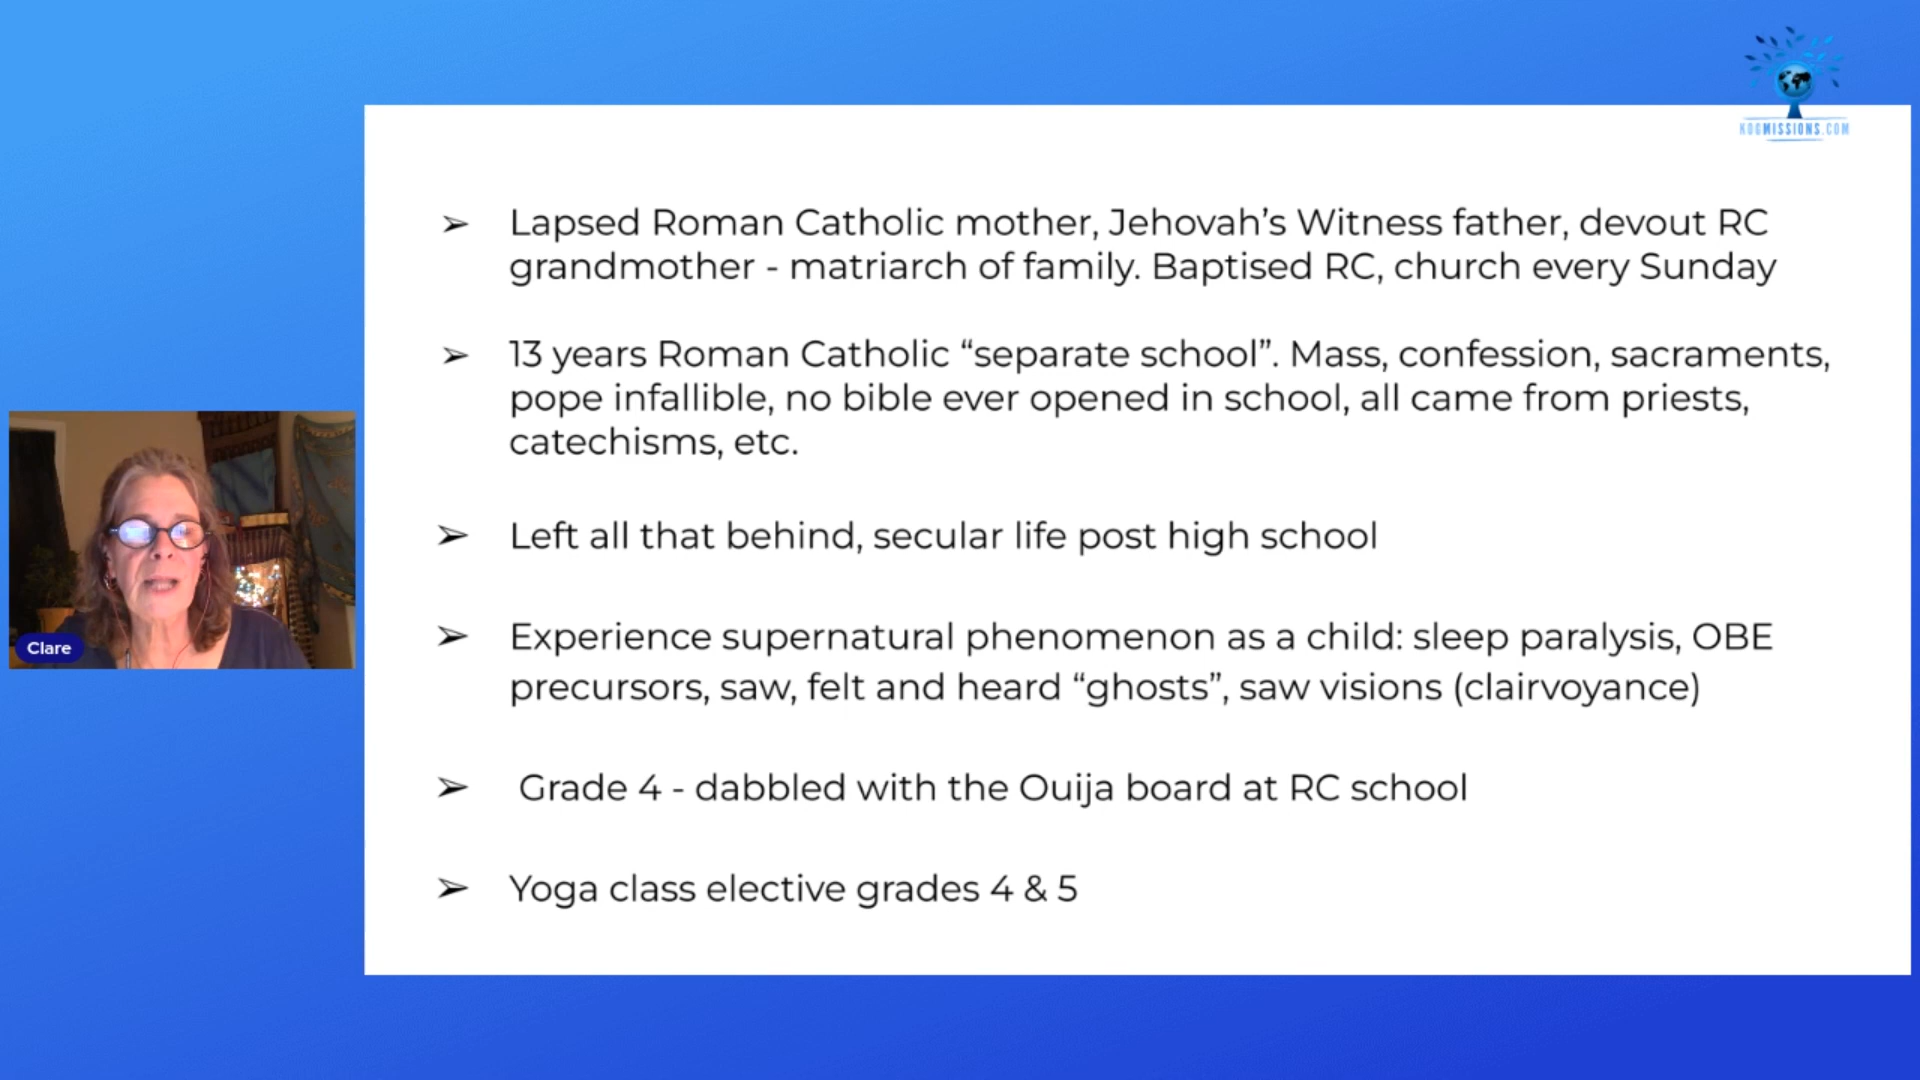 KOGMISSIONS.COM
➢ Lapsed Roman Catholic mother, Jehovah’s Witness father, devout RC
grandmother - matriarch of family. Baptised RC, church every Sunday
➢ 13 years Roman Catholic “separate school”. Mass, confession, sacraments,
pope infallible, no bible ever opened in school, all came from priests,
catechisms, etc.
➢ Left all that behind, secular life post high school
➢ Experience supernatural phenomenon as a child: sleep paralysis, OBE
precursors, saw, felt and heard “ghosts”, saw visions (clairvoyance)
➢ Grade 4 - dabbled with the Ouija board at RC school
➢ Yoga class elective grades 4 & 5
Clare